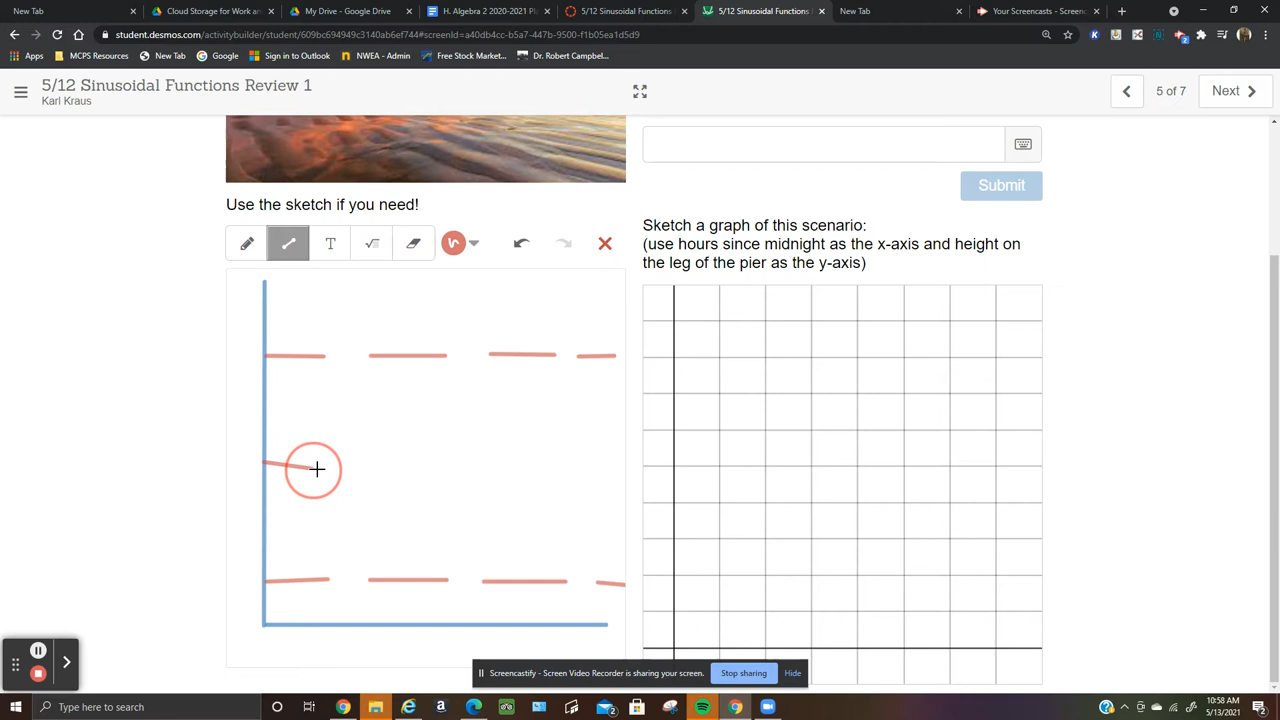 New Tab
Cloud Storage for Work an
My Drive - Google Drive
H. Algebra 2 2020-2021 Pl
5/12 Sinusoidal Functions
5/12 Sinusoidal Functions
New Tab
Your Screencasts - Screenc
student.desmos.com/activitybuilder/student/609bc694949c3140ab6ef744#screenId=a40db4cc-b5a7-447b-9500-f1b05ea1d5d9
Apps
MCPS Resources
New Tab
Google
Sign in to Outlook
NWEA - Admin
Free Stock Market...
Dr. Robert Campbel...
5/12 Sinusoidal Functions Review 1
Karl Kraus
5 of 7
Next
Submit
Use the sketch if you need!
T
Sketch a graph of this scenario:
(use hours since midnight as the x-axis and height on
the leg of the pier as the y-axis)
Screencastify - Screen Video Recorder is sharing your screen.
Stop sharing
Hide
Type here to search
10:58 AM
5/13/2021